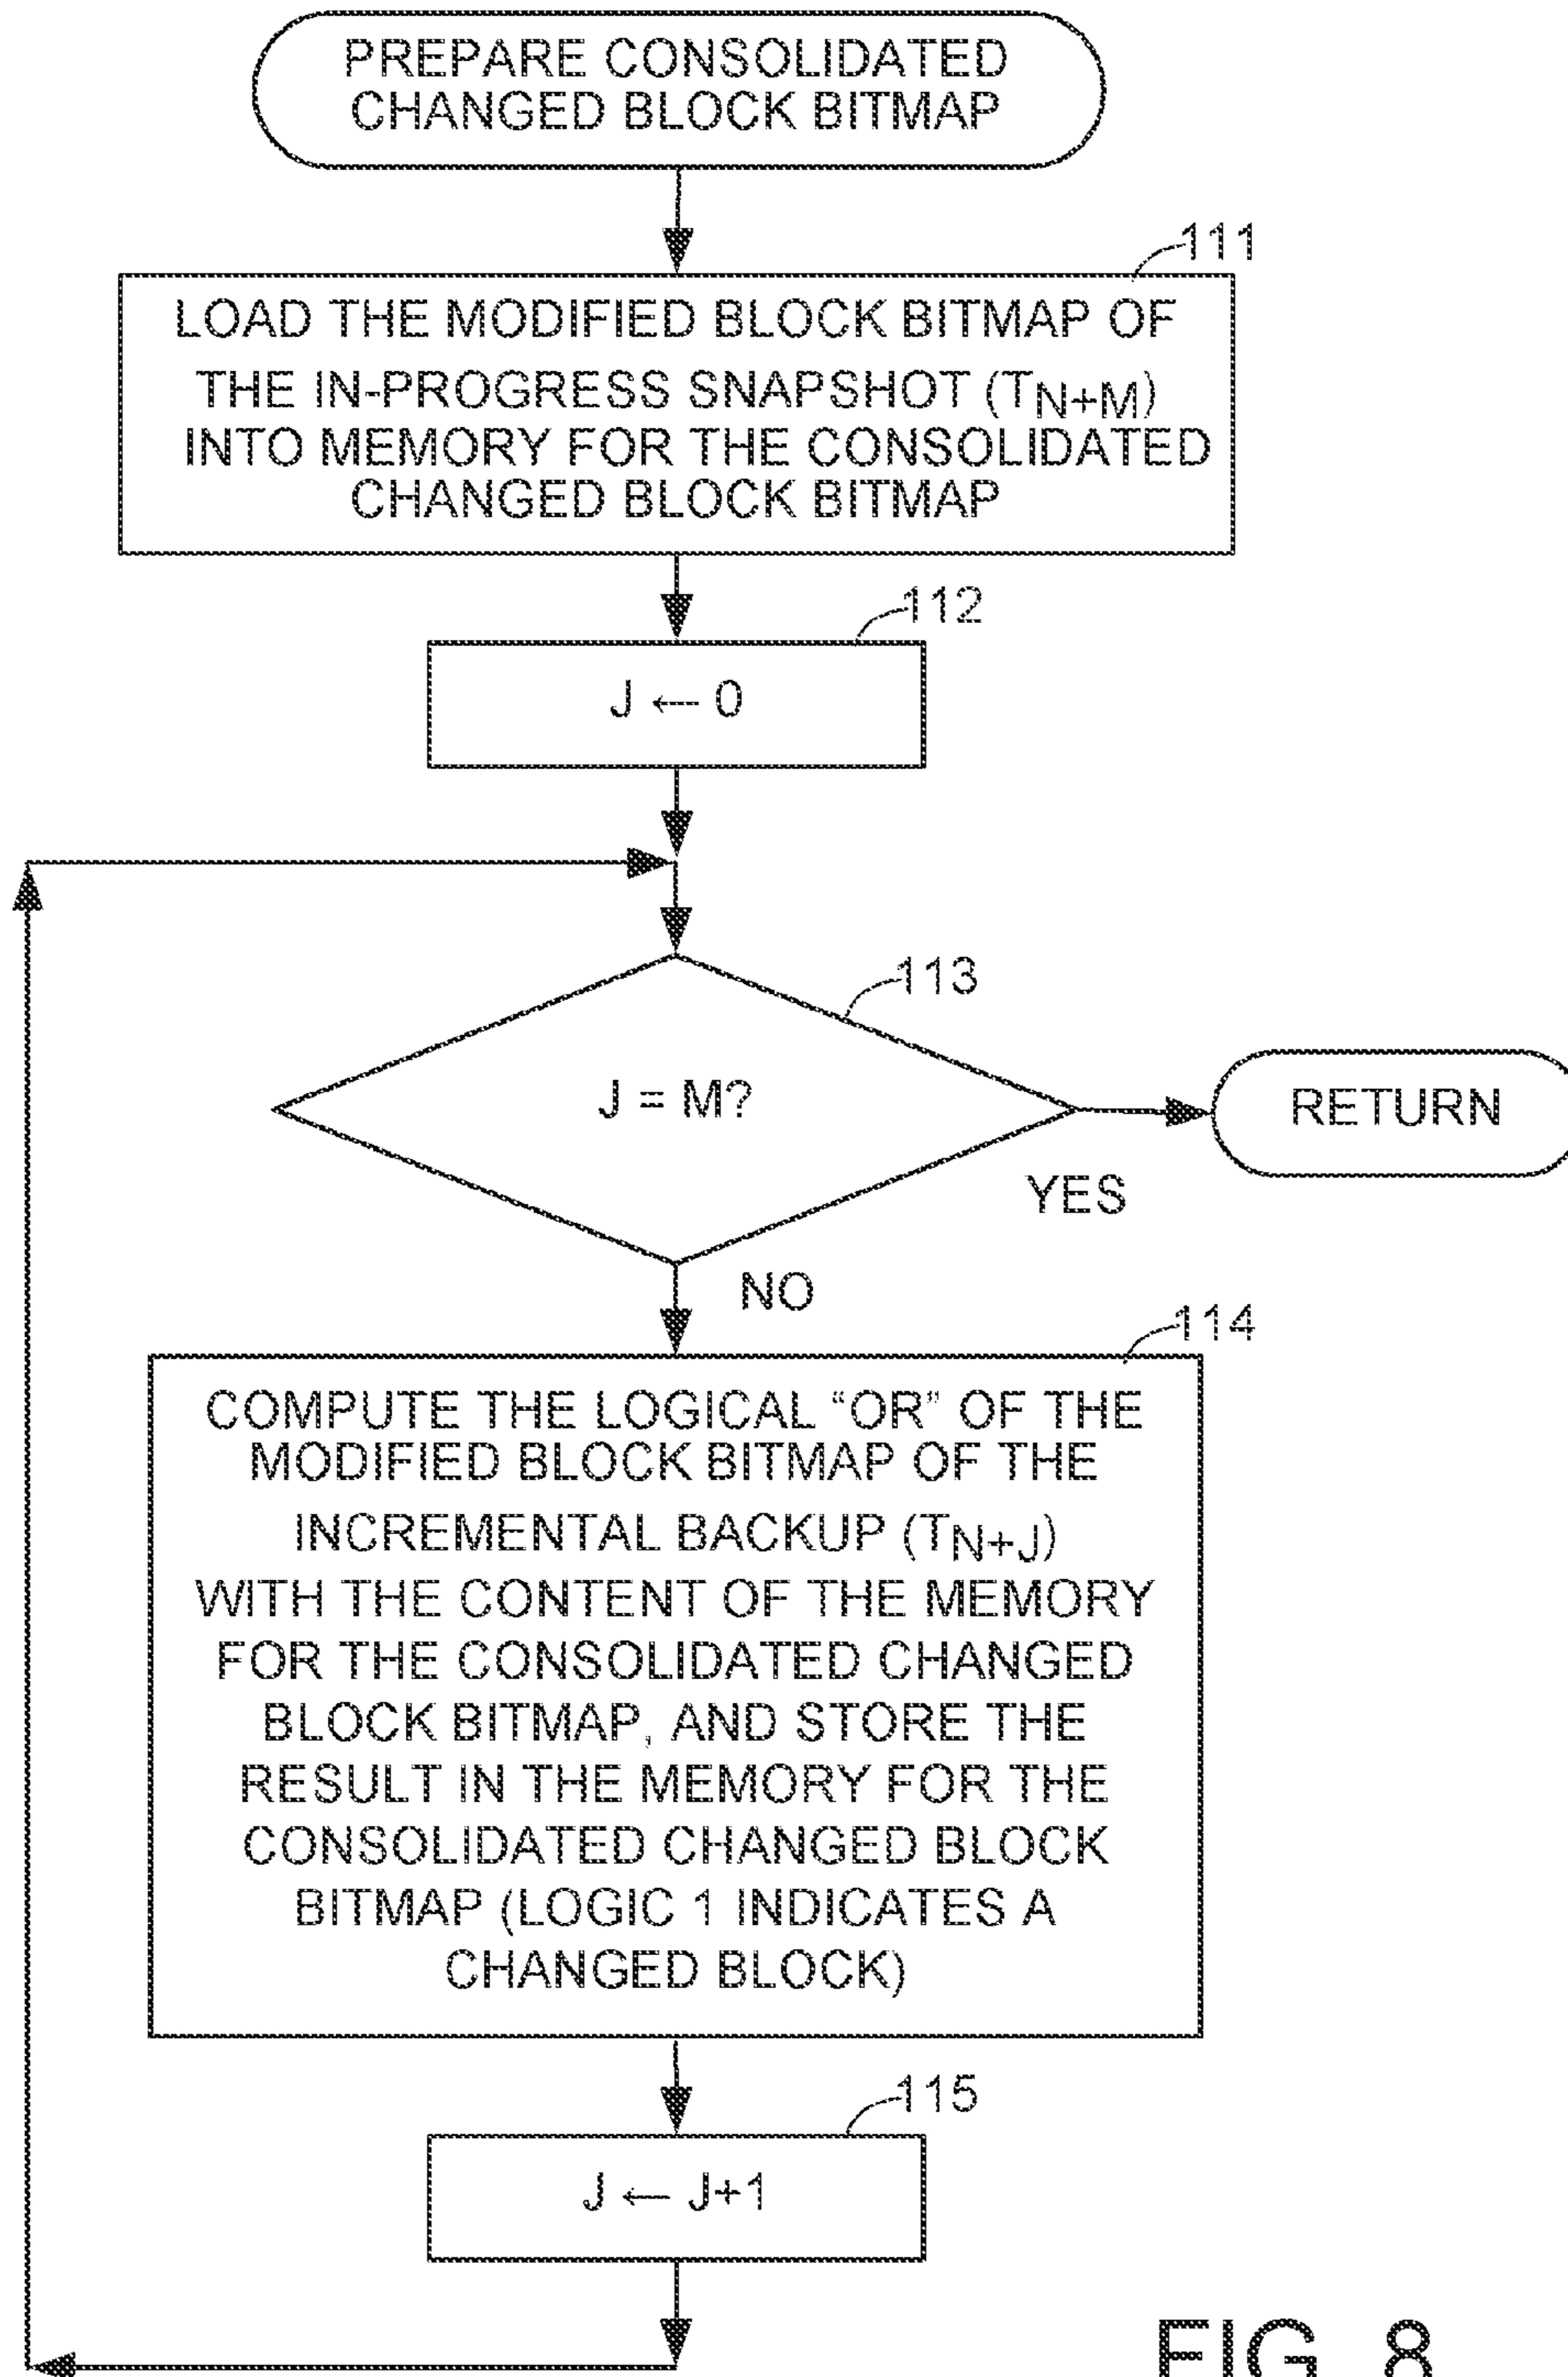 PREPARE CONSOLIDATED
CHANGED BLOCK BITMAP
111
LOAD THE MODIFIED BLOCK BITMAP OF
THE IN-PROGRESS SNAPSHOT (TN+M)
INTO MEMORY FOR THE CONSOLIDATED
CHANGED BLOCK BITMAP
112
J ← 0
113
J = M?
RETURN
YES
NO
114
COMPUTE THE LOGICAL “OR” OF THE
MODIFIED BLOCK BITMAP OF THE
INCREMENTAL BACKUP (TN+J)
WITH THE CONTENT OF THE MEMORY
FOR THE CONSOLIDATED CHANGED
BLOCK BITMAP, AND STORE THE
RESULT IN THE MEMORY FOR THE
CONSOLIDATED CHANGED BLOCK
BITMAP (LOGIC 1 INDICATES A
CHANGED BLOCK)
115
J ← J+1
FIG. 8